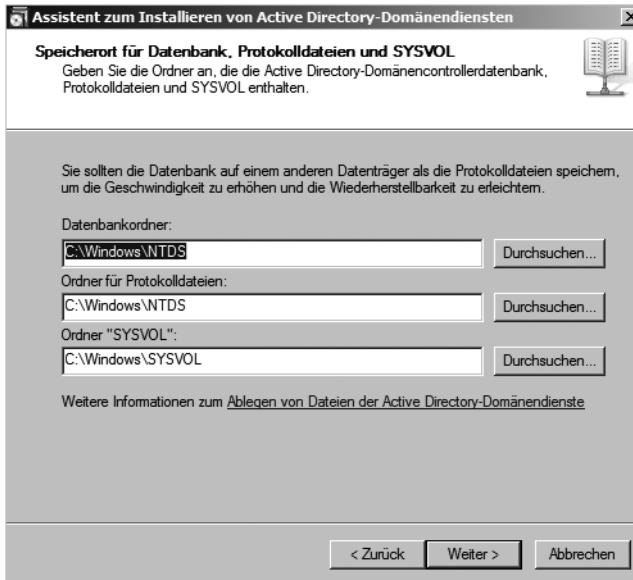 Assistent zum Installieren von Active Directory-Domänendiensten
Speicherort für Datenbank, Protokolldateien und SYSVOL
Geben Sie die Ordner an, die die Active Directory-Domänencontrollerdatenbank,
Protokolldateien und SYSVOL enthalten.
Sie sollten die Datenbank auf einem anderen Datenträger als die Protokolldateien speichern,
um die Geschwindigkeit zu erhöhen und die Wiederherstellbarkeit zu erleichtern.
Datenbankordner:
C:\Windows\NTDS
Durchsuchen...
Ordner für Protokolldateien:
C:\Windows\NTDS
Durchsuchen...
Ordner "SYSVOL":
C:\Windows\SYSVOL
Durchsuchen...
Weitere Informationen zum Ablegen von Dateien der Active Directory-Domänendienste
< Zurück
Weiter >
Abbrechen